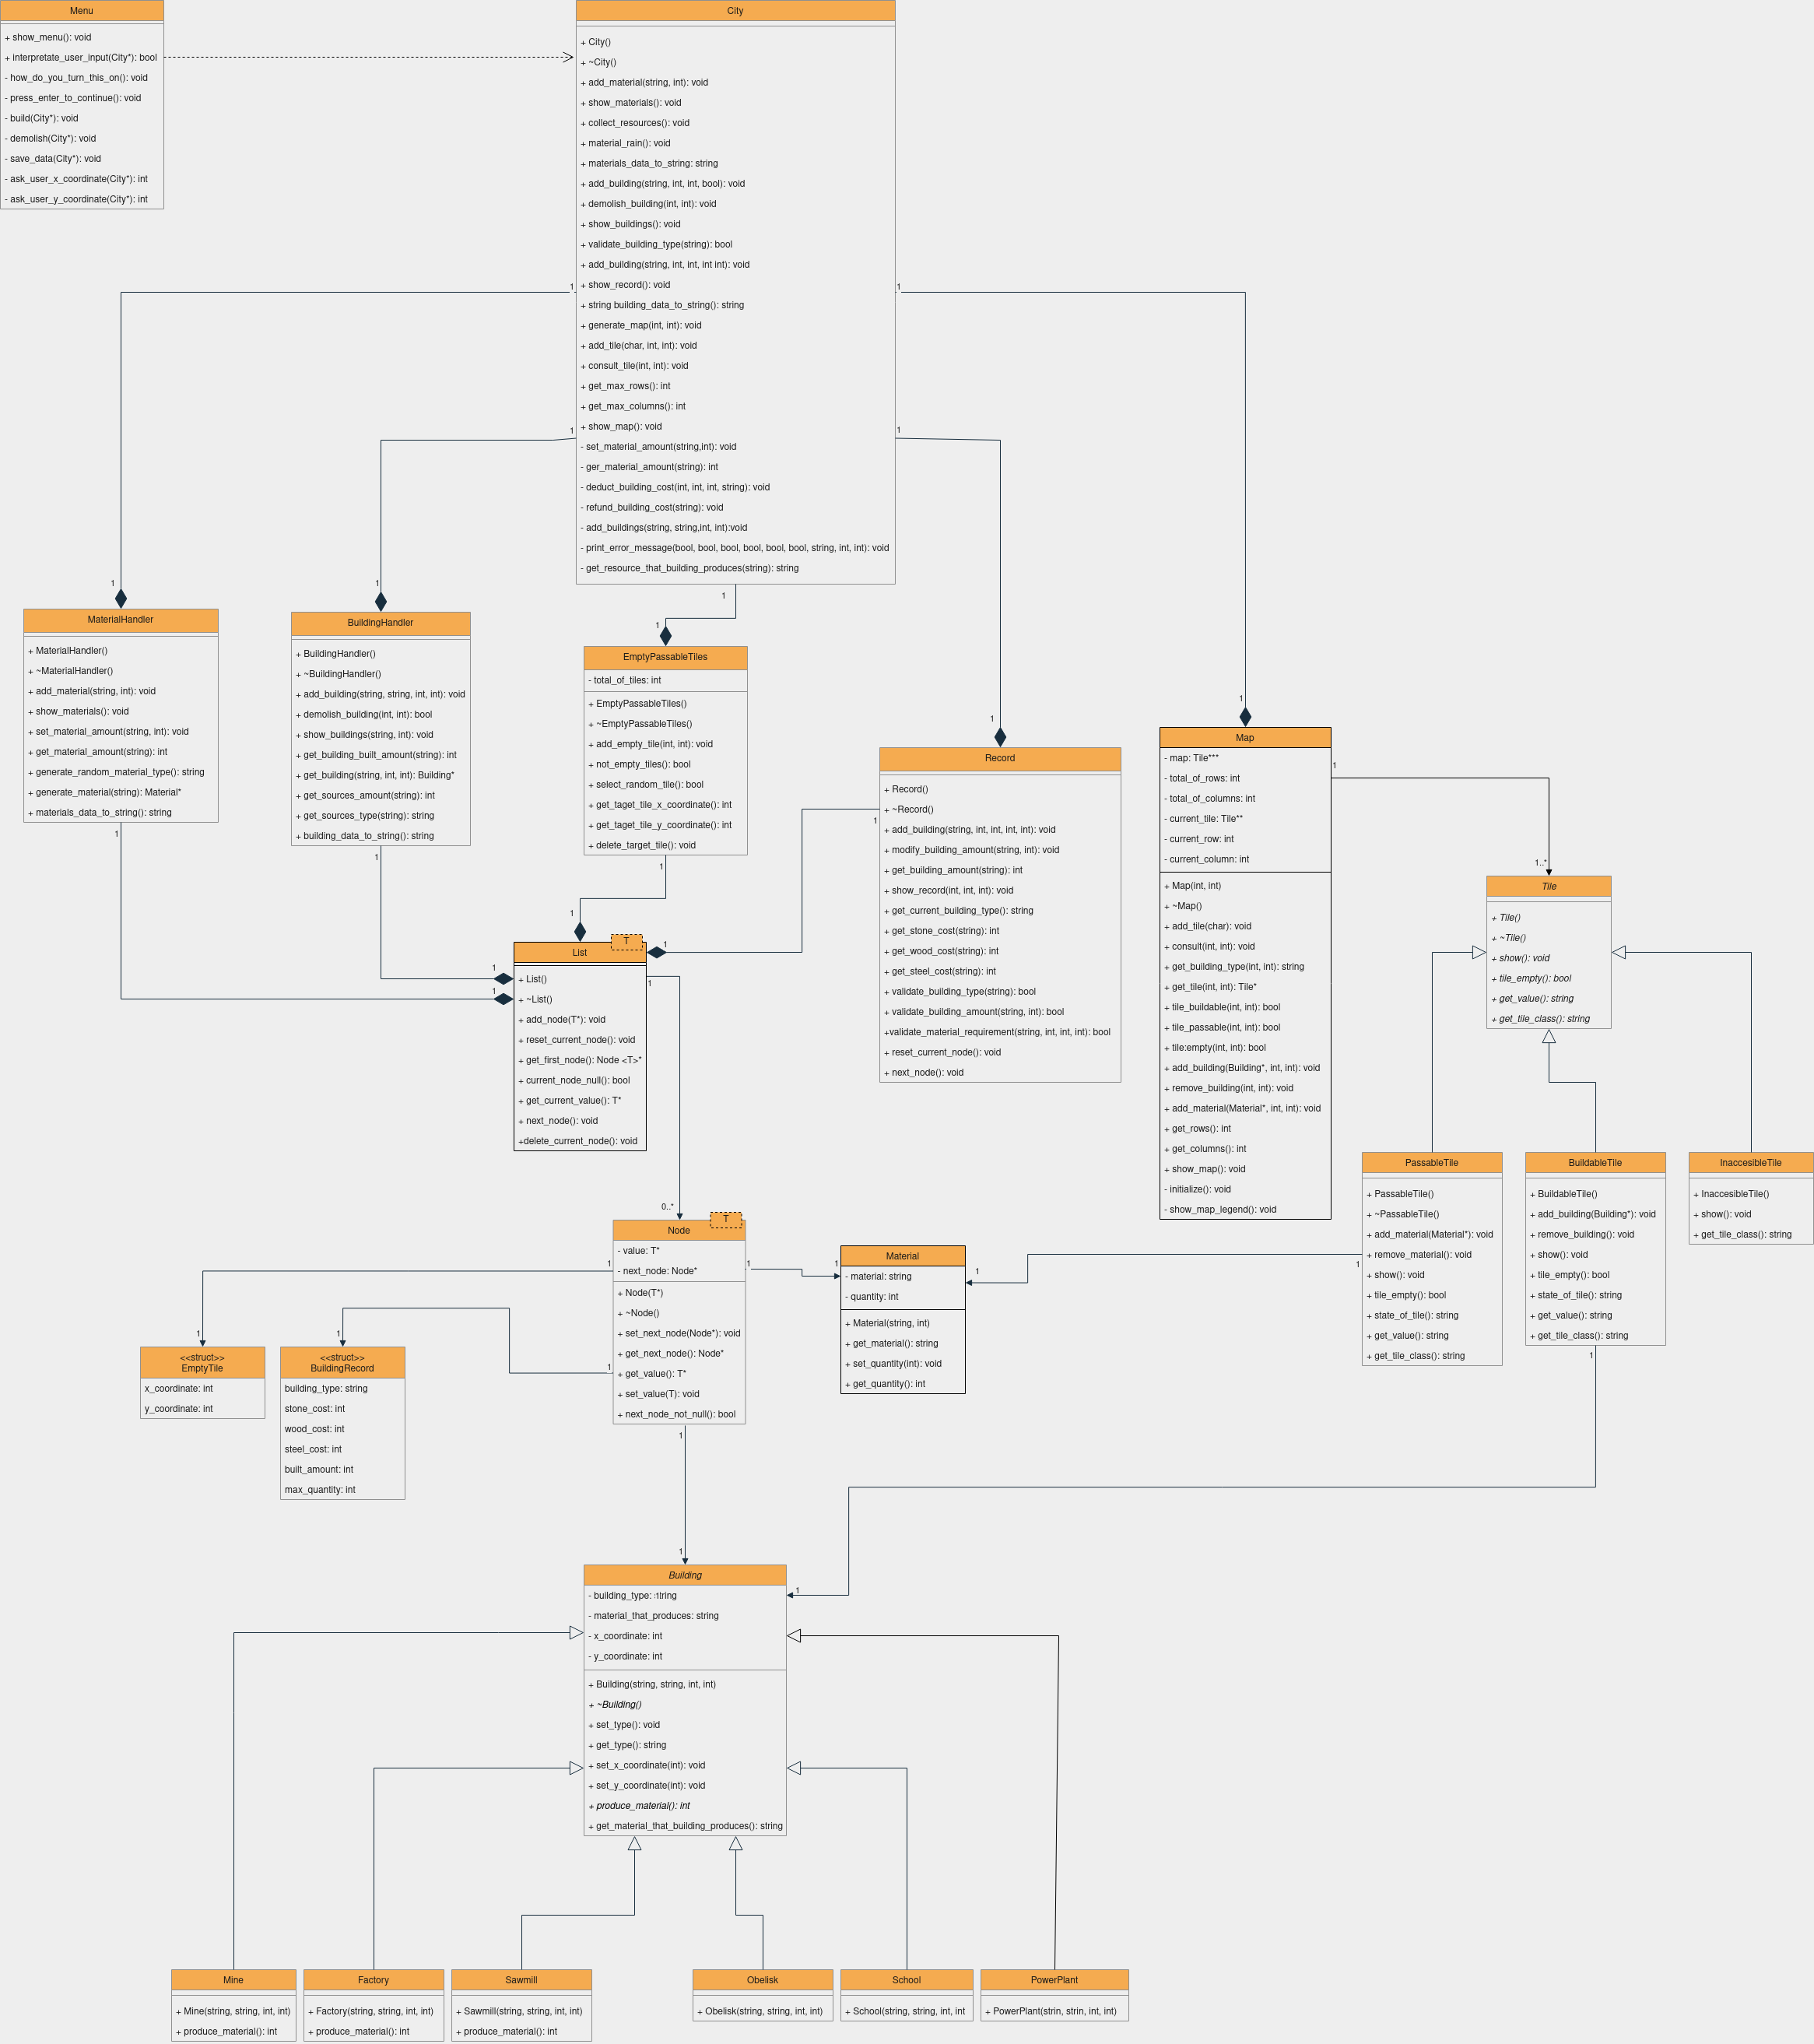 Menu
+ show_menu(): void
+ interpretate_user_input(City*): bool
- how_do_you_turn_this_on(): void
- press_enter_to_continue(): void
- build(City*): void
- demolish(City*): void
- save_data(City*): void
- ask_user_x_coordinate(City*): int
- ask_user_y_coordinate(City*): int
City
+ City()
+ ~City()
+ add_material(string, int): void
+ show_materials(): void
+ collect_resources(): void
+ material_rain(): void
+ materials_data_to_string: string
+ add_building(string, int, int, bool): void
+ demolish_building(int, int): void
+ show_buildings(): void
+ validate_building_type(string): bool
+ add_building(string, int, int, int int): void
+ show_record(): void
+ string building_data_to_string(): string
+ generate_map(int, int): void
+ add_tile(char, int, int): void
+ consult_tile(int, int): void
+ get_max_rows(): int
+ get_max_columns(): int
+ show_map(): void
- set_material_amount(string,int): void
- ger_material_amount(string): int
- deduct_building_cost(int, int, int, string): void
- refund_building_cost(string): void
- add_buildings(string, string,int, int):void
- print_error_message(bool, bool, bool, bool, bool, bool, string, int, int): void
- get_resource_that_building_produces(string): string
1
1
1
1
1
1
1
1
1
1
MaterialHandler
+ MaterialHandler()
+ ~MaterialHandler()
+ add_material(string, int): void
+ show_materials(): void
+ set_material_amount(string, int): void
+ get_material_amount(string): int
+ generate_random_material_type(): string
+ generate_material(string): Material*
+ materials_data_to_string(): string
1
BuildingHandler
+ BuildingHandler()
+ ~BuildingHandler()
+ add_building(string, string, int, int): void
+ demolish_building(int, int): bool
+ show_buildings(string, int): void
+ get_building_built_amount(string): int
+ get_building(string, int, int): Building*
+ get_sources_amount(string): int
+ get_sources_type(string): string
+ building_data_to_string(): string
1
EmptyPassableTiles
- total_of_tiles: int
+ EmptyPassableTiles()
+ ~EmptyPassableTiles()
+ add_empty_tile(int, int): void
+ not_empty_tiles(): bool
+ select_random_tile(): bool
+ get_taget_tile_x_coordinate(): int
+ get_taget_tile_y_coordinate(): int
+ delete_target_tile(): void
1
Record
+ Record()
+ ~Record()
+ add_building(string, int, int, int, int): void
+ modify_building_amount(string, int): void
+ get_building_amount(string): int
+ show_record(int, int, int): void
+ get_current_building_type(): string
+ get_stone_cost(string): int
+ get_wood_cost(string): int
+ get_steel_cost(string): int
+ validate_building_type(string): bool
+ validate_building_amount(string, int): bool
+validate_material_requirement(string, int, int, int): bool
+ reset_current_node(): void
+ next_node(): void
1
Map
- map: Tile***
- total_of_rows: int
- total_of_columns: int
- current_tile: Tile**
- current_row: int
- current_column: int
+ Map(int, int)
+ ~Map()
+ add_tile(char): void
+ consult(int, int): void
+ get_building_type(int, int): string
+ get_tile(int, int): Tile*
+ tile_buildable(int, int): bool
+ tile_passable(int, int): bool
+ tile:empty(int, int): bool
+ add_building(Building*, int, int): void
+ remove_building(int, int): void
+ add_material(Material*, int, int): void
+ get_rows(): int
+ get_columns(): int
+ show_map(): void
- initialize(): void
- show_map_legend(): void
1
1..*
Tile
+ Tile()
+ ~Tile()
+ show(): void
+ tile_empty(): bool
+ get_value(): string
+ get_tile_class(): string
1
1
1
1
T
List
+ List()
+ ~List()
+ add_node(T*): void
+ reset_current_node(): void
+ get_first_node(): Node <T>*
+ current_node_null(): bool
+ get_current_value(): T*
+ next_node(): void
+delete_current_node(): void
1
0..*
PassableTile
+ PassableTile()
+ ~PassableTile()
+ add_material(Material*): void
+ remove_material(): void
+ show(): void
+ tile_empty(): bool
+ state_of_tile(): string
+ get_value(): string
+ get_tile_class(): string
1
BuildableTile
+ BuildableTile()
+ add_building(Building*): void
+ remove_building(): void
+ show(): void
+ tile_empty(): bool
+ state_of_tile(): string
+ get_value(): string
+ get_tile_class(): string
1
InaccesibleTile
+ InaccesibleTile()
+ show(): void
+ get_tile_class(): string
T
Node
- value: T*
- next_node: Node*
+ Node(T*)
+ ~Node()
+ set_next_node(Node*): void
+ get_next_node(): Node*
+ get_value(): T*
+ set_value(T): void
+ next_node_not_null(): bool
1
1
1
1
Material
- material: string
- quantity: int
+ Material(string, int)
+ get_material(): string
+ set_quantity(int): void
+ get_quantity(): int
1
1
1
<<struct>>
EmptyTile
x_coordinate: int
y_coordinate: int
1
<<struct>>
BuildingRecord
building_type: string
stone_cost: int
wood_cost: int
steel_cost: int
built_amount: int
max_quantity: int
1
1
Building
- building_type:
- material_that_produces: string
- x_coordinate: int
- y_coordinate: int
+ Building(string, string, int, int)
+ ~Building()
+ set_type(): void
+ get_type(): string
+ set_x_coordinate(int): void
+ set_y_coordinate(int): void
+ produce_material(): int
+ get_material_that_building_produces(): string
Mine
+ Mine(string, string, int, int)
+ produce_material(): int
Factory
+ Factory(string, string, int, int)
+ produce_material(): int
Sawmill
+ Sawmill(string, string, int, int)
+ produce_material(): int
Obelisk
+ Obelisk(string, string, int, int)
School
+ School(string, string, int, int
PowerPlant
+ PowerPlant(strin, strin, int, int)